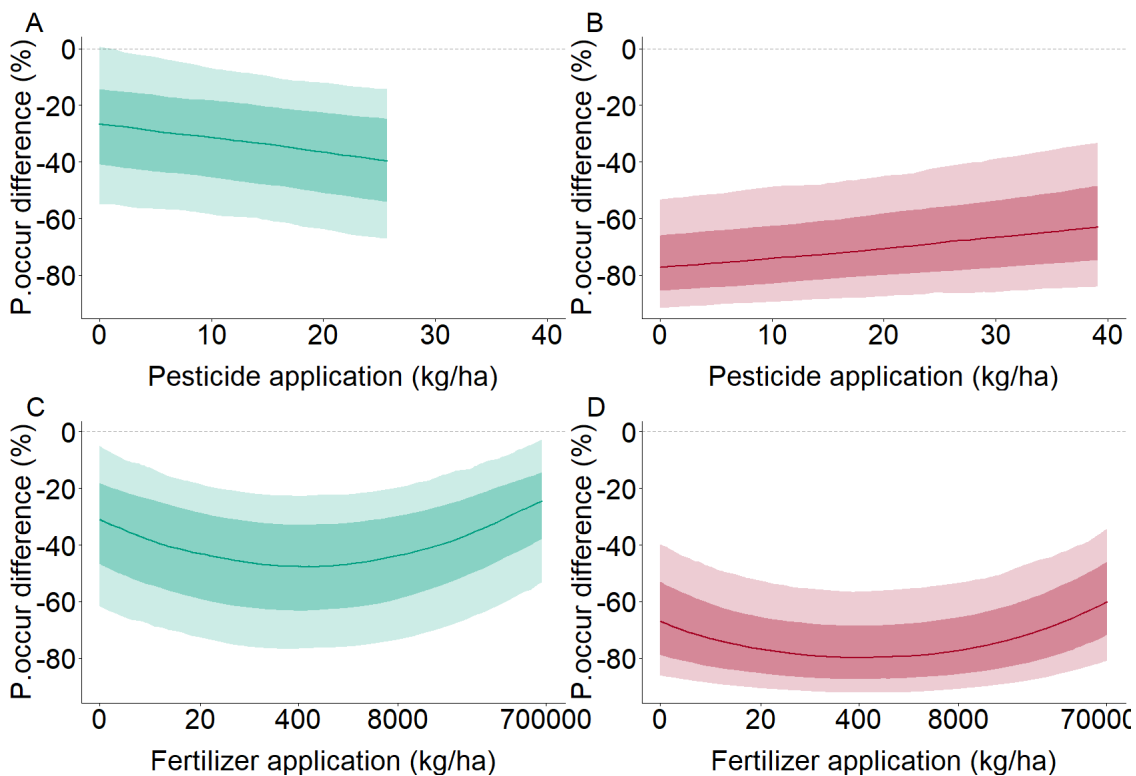 A
B
P.occur difference (%)
0
-20
-40
-60
-80
0 10 20 30 40
Pesticide application (kg/ha)
P.occur difference (%)
0
-20
-40
-60
-80
0 10 20 30 40
Pesticide application (kg/ha)
C
D
P.occur difference (%)
0
-20
-40
-60
-80
0 20 400 8000 700000
Fertilizer application (kg/ha)
P.occur difference (%)
0
-20
-40
-60
-80
0 20 400 8000 70000
Fertilizer application (kg/ha)